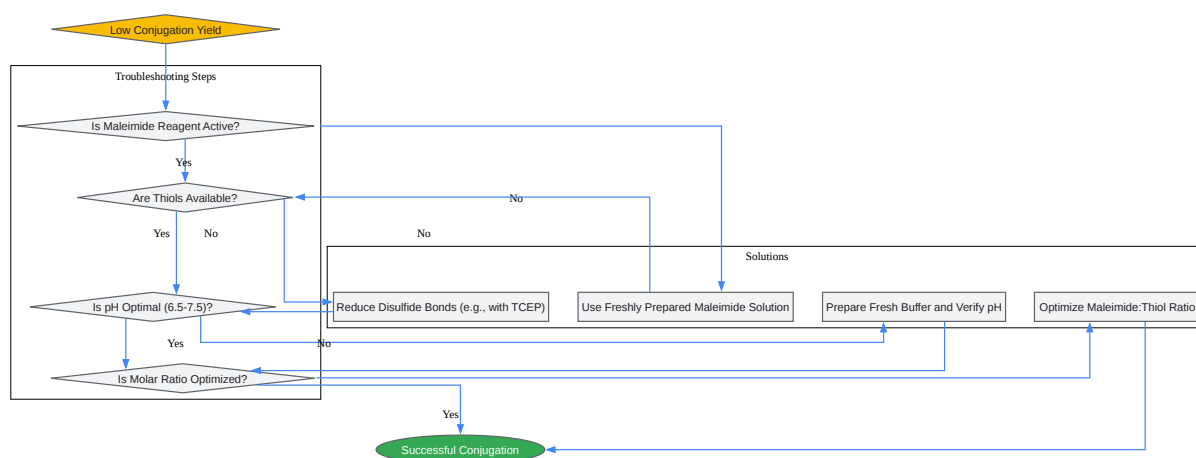 Low Conjugation Yield
Troubleshooting Steps
Is Maleimide Reagent Active?
Yes
Are Thiols Available?
No
Yes
No
No
Solutions
Is pH Optimal (6.5-7.5)?
Reduce Disulfide Bonds (e.g., with TCEP)
Use Freshly Prepared Maleimide Solution
Prepare Fresh Buffer and Verify pH
Optimize Maleimide:Thiol Ratio
Yes
No
Is Molar Ratio Optimized?
Yes
Successful Conjugation